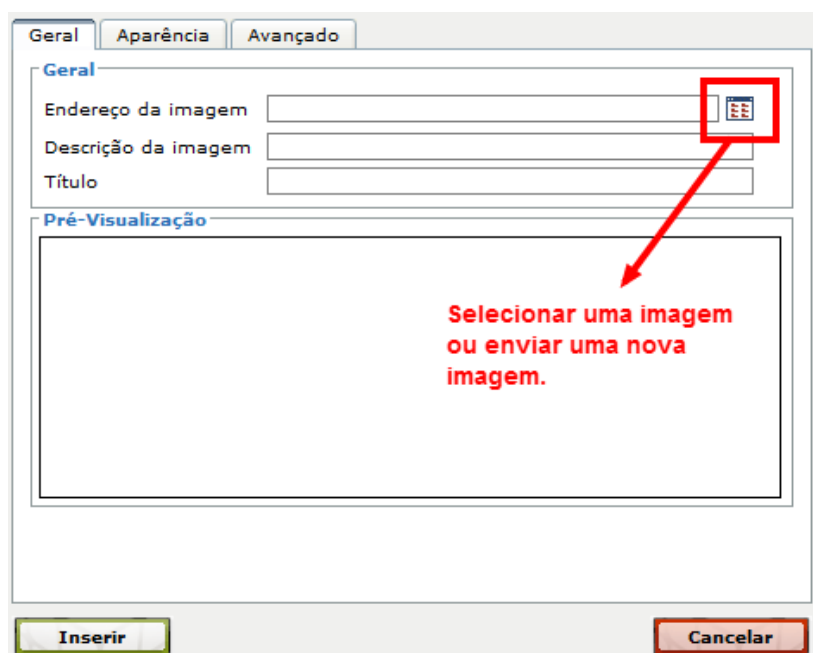 Geral Aparência Avançado
Geral
Endereço da imagem
Descrição da imagem
Título
Pré-Visualização
Selecionar uma imagem
ou enviar uma nova
imagem.
Inserir Cancelar